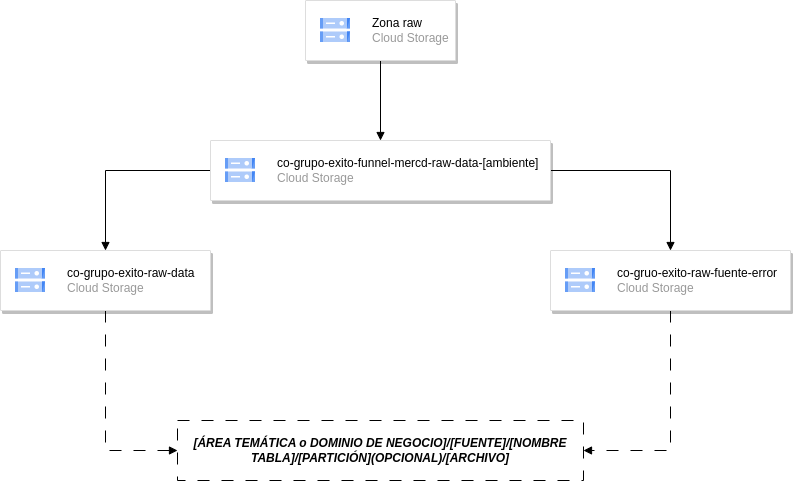 Zona raw
Cloud Storage
co-grupo-exito-funnel-mercd-raw-data-[ambiente]
Cloud Storage
co-grupo-exito-raw-data
Cloud Storage
co-gruo-exito-raw-fuente-error
Cloud Storage
[ÁREA TEMÁTICA o DOMINIO DE NEGOCIO]/[FUENTE]/[NOMBRE
TABLA]/[PARTICIÓN](OPCIONAL)/[ARCHIVO]